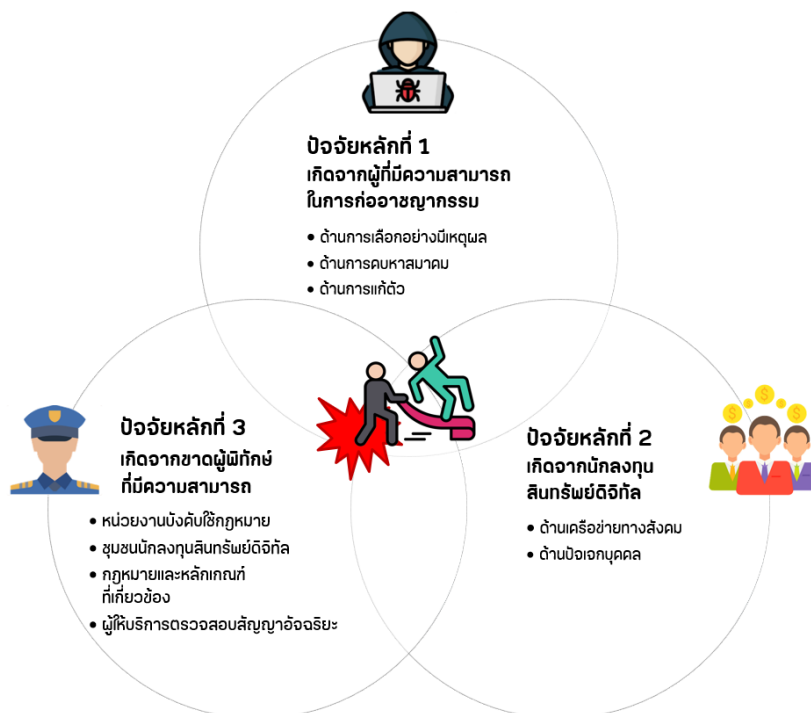 ปัจจัยหลักที่ 1
เกิดจากผู้ที่มีความสามารถ
ในการก่ออาชญากรรม
• ด้านการเลือกอย่างมีเหตุผล
• ด้านการคบหาสมาคม
• ด้านการแก้ตัว
ปัจจัยหลักที่ 3
เกิดจากขาดผู้พิทักษ์
ที่มีความสามารถ
• หน่วยงานบังคับใช้กฎหมาย
• ชุมชนนักลงทุนสินทรัพย์ดิจิทัล
• กฎหมายและหลักเกณฑ์
ที่เกี่ยวข้อง
• ผู้ให้บริการตรวจสอบสัญญาอัจฉริยะ
ปัจจัยหลักที่ 2
เกิดจากนักลงทุน
สินทรัพย์ดิจิทัล
• ด้านเครือข่ายทางสังคม
• ด้านปัจเจกบุคคล